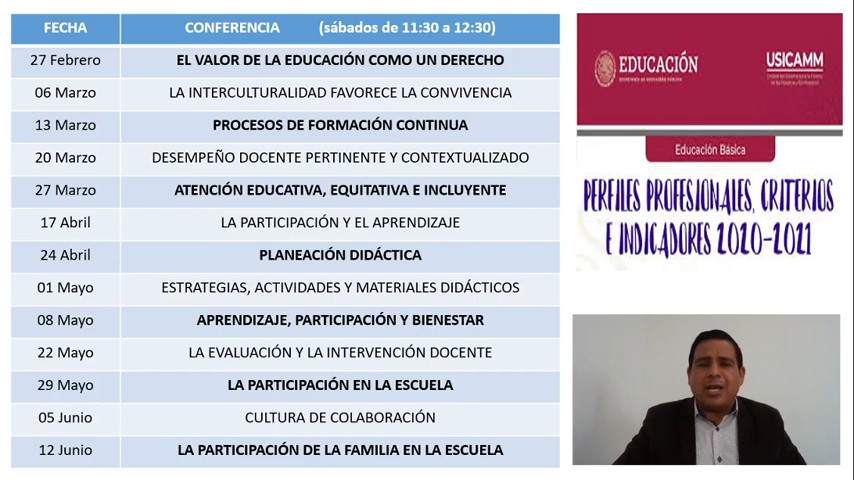 FECHA CONFERENCIA (sábados de 11:30 a 12:30)
27 Febrero EL VALOR DE LA EDUCACIÓN COMO UN DERECHO
06 Marzo LA INTERCULTURALIDAD FAVORECE LA CONVIVENCIA
13 Marzo PROCESOS DE FORMACIÓN CONTINUA
20 Marzo DESEMPEÑO DOCENTE PERTINENTE Y CONTEXTUALIZADO
27 Marzo ATENCIÓN EDUCATIVA, EQUITATIVA E INCLUYENTE
17 Abril LA PARTICIPACIÓN Y EL APRENDIZAJE
24 Abril PLANEACIÓN DIDÁCTICA
01 Mayo ESTRATEGIAS, ACTIVIDADES Y MATERIALES DIDÁCTICOS
08 Mayo APRENDIZAJE, PARTICIPACIÓN Y BIENESTAR
22 Mayo LA EVALUACIÓN Y LA INTERVENCIÓN DOCENTE
29 Mayo LA PARTICIPACIÓN EN LA ESCUELA
05 Junio CULTURA DE COLABORACIÓN
12 Junio LA PARTICIPACIÓN DE LA FAMILIA EN LA ESCUELA
EDUCACIÓN
SECRETARÍA DE EDUCACIÓN PÚBLICA
USICAMM
Educación Básica
PERFILES PROFESIONALES, CRITERIOS
E INDICADORES 2020-2021